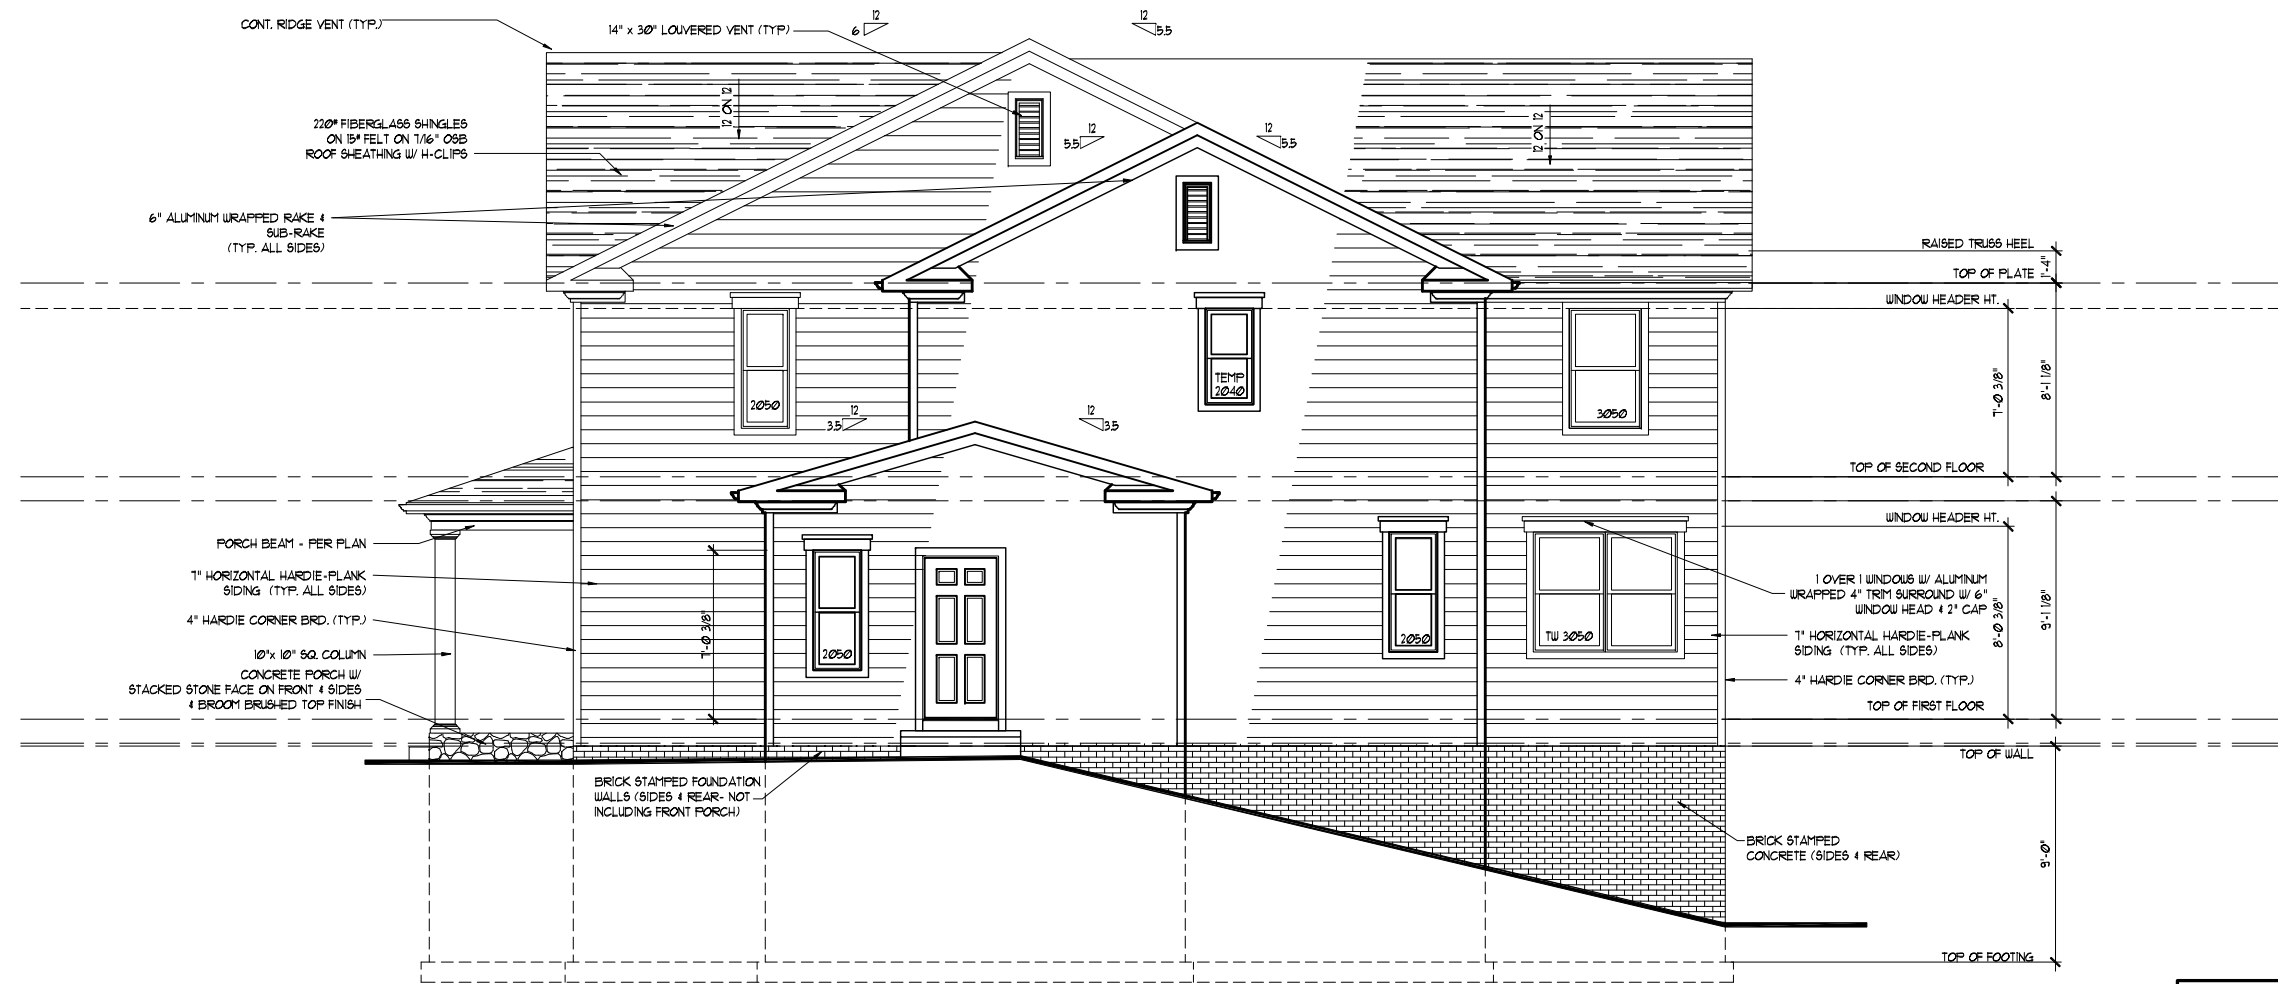 CONT. RIDGE VENT (TYP.)
14" x 30" LOUVERED VENT (TYP)
12
6
12
5.5
12 ON 12
220# FIBERGLASS SHINGLES
ON 15# FELT ON 7/16" OSB
ROOF SHEATHING W/ H-CLIPS
12
5.5
12
5.5
12 ON 12
6" ALUMINUM WRAPPED RAKE &
SUB-RAKE
(TYP. ALL SIDES)
RAISED TRUSS HEEL
1'-4"
TOP OF PLATE
WINDOW HEADER HT.
TEMP
2040
2050
3050
7'-0 3/8"
8'-1 1/8"
12
3.5
12
3.5
TOP OF SECOND FLOOR
WINDOW HEADER HT.
PORCH BEAM - PER PLAN
7" HORIZONTAL HARDIE-PLANK
SIDING (TYP. ALL SIDES)
4" HARDIE CORNER BRD. (TYP.)
10"x 10" SQ. COLUMN
CONCRETE PORCH W/
STACKED STONE FACE ON FRONT & SIDES
& BROOM BRUSHED TOP FINISH
7'-0 3/8"
2050
2050
TW 3050
1 OVER 1 WINDOWS W/ ALUMINUM
WRAPPED 4" TRIM SURROUND W/ 6"
WINDOW HEAD & 2" CAP
7" HORIZONTAL HARDIE-PLANK
SIDING (TYP. ALL SIDES)
8'-0 3/8"
9'-1 1/8"
4" HARDIE CORNER BRD. (TYP.)
TOP OF FIRST FLOOR
TOP OF WALL
BRICK STAMPED FOUNDATION
WALLS (SIDES & REAR- NOT
INCLUDING FRONT PORCH)
BRICK STAMPED
CONCRETE (SIDES & REAR)
9'-0"
TOP OF FOOTING